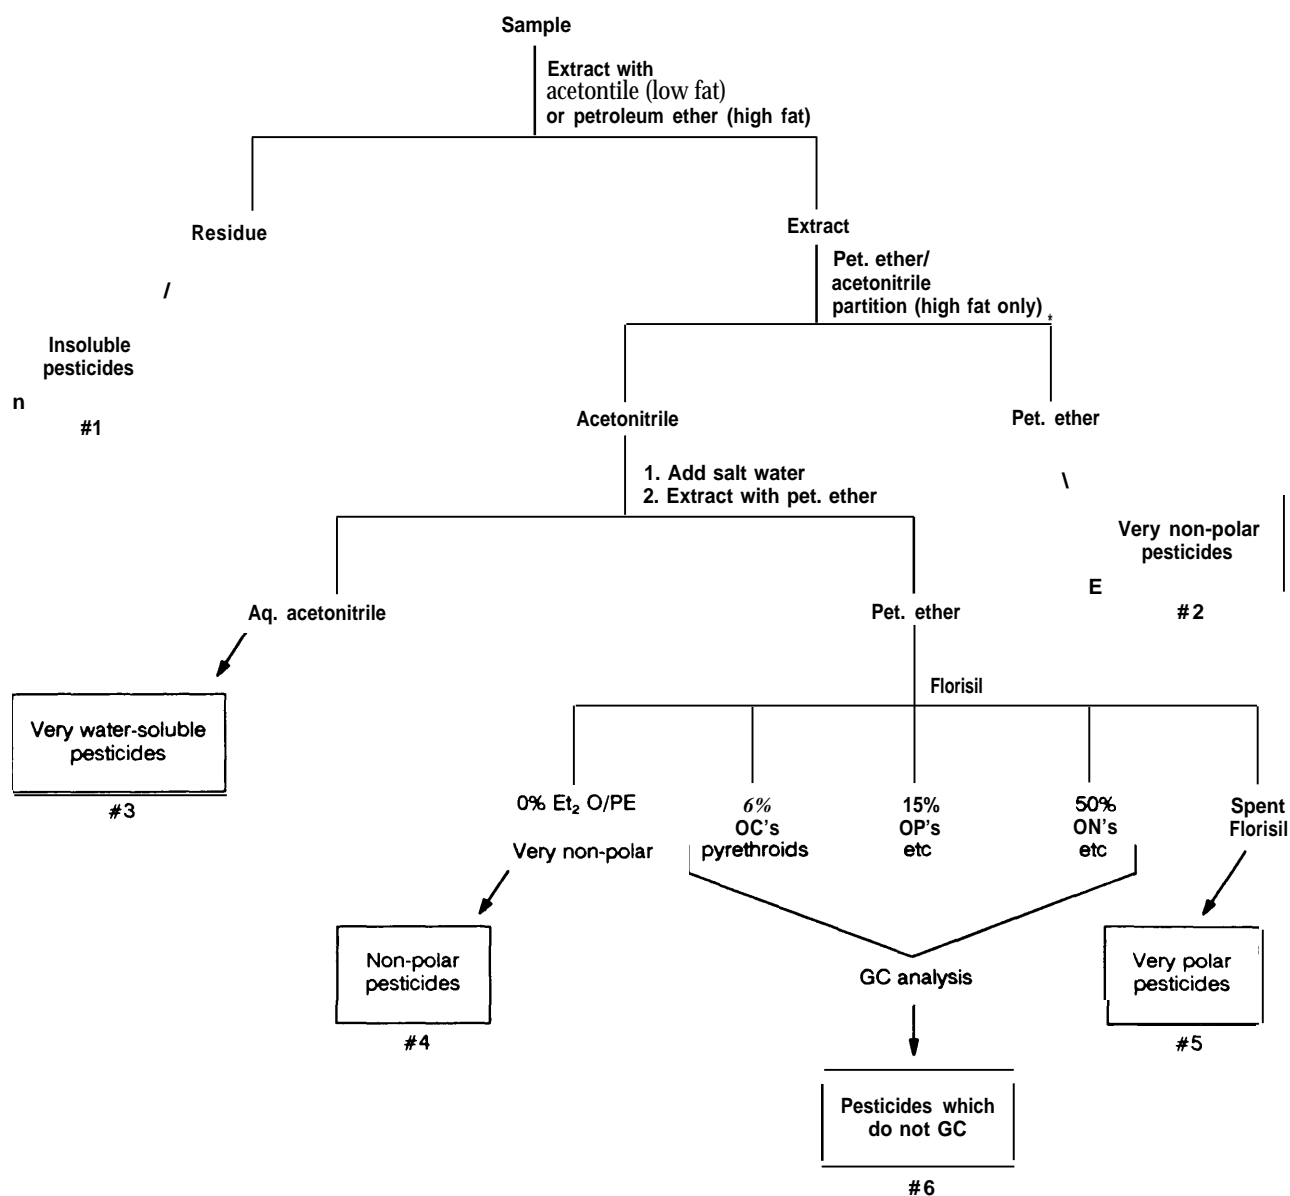 Sample
Extract with
acetontile (low fat)
or petroleum ether (high fat)
Residue
Extract
Pet. ether/
acetonitrile
partition (high fat only)
*
/
Insoluble
pesticides
n
#1
Acetonitrile
Pet. ether
1. Add salt water
2. Extract with pet. ether
\
Very non-polar
pesticides
E
#2
Aq. acetonitrile
Pet. ether
Very water-soluble
pesticides
#3
Florisil
0% Et₂ O/PE
Very non-polar
6%
OC's
pyrethroids
15%
OP's
etc
50%
ON's
etc
Spent
Florisil
Non-polar
pesticides
#4
GC analysis
Very polar
pesticides
#5
Pesticides which
do not GC
#6